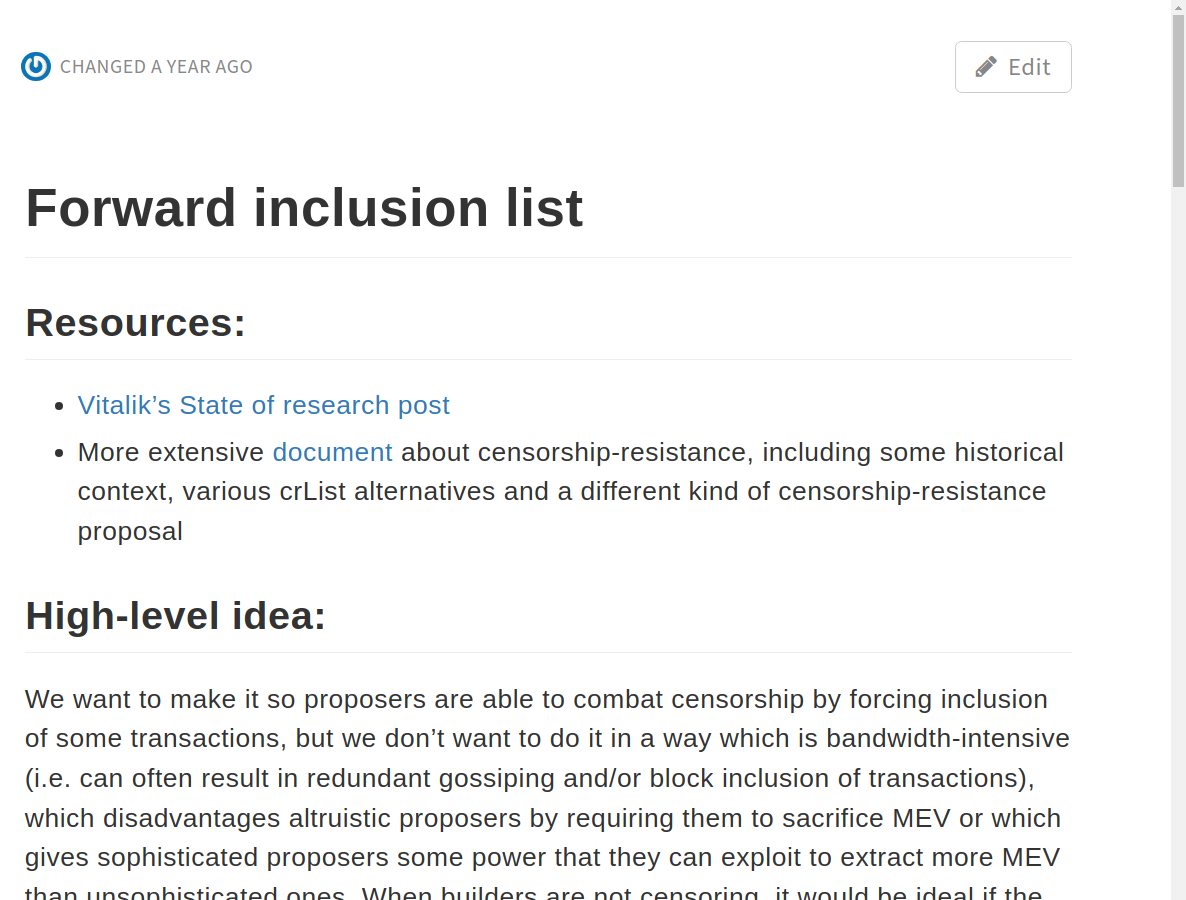 CHANGED A YEAR AGO
Edit
Forward inclusion list
Resources:
• Vitalik’s State of research post
• More extensive document about censorship-resistance, including some historical
context, various crList alternatives and a different kind of censorship-resistance
proposal
High-level idea:
We want to make it so proposers are able to combat censorship by forcing inclusion
of some transactions, but we don’t want to do it in a way which is bandwidth-intensive
(i.e. can often result in redundant gossiping and/or block inclusion of transactions),
which disadvantages altruistic proposers by requiring them to sacrifice MEV or which
gives sophisticated proposers some power that they can exploit to extract more MEV
than unsophisticated ones. When builders are not censoring, it would be ideal if the